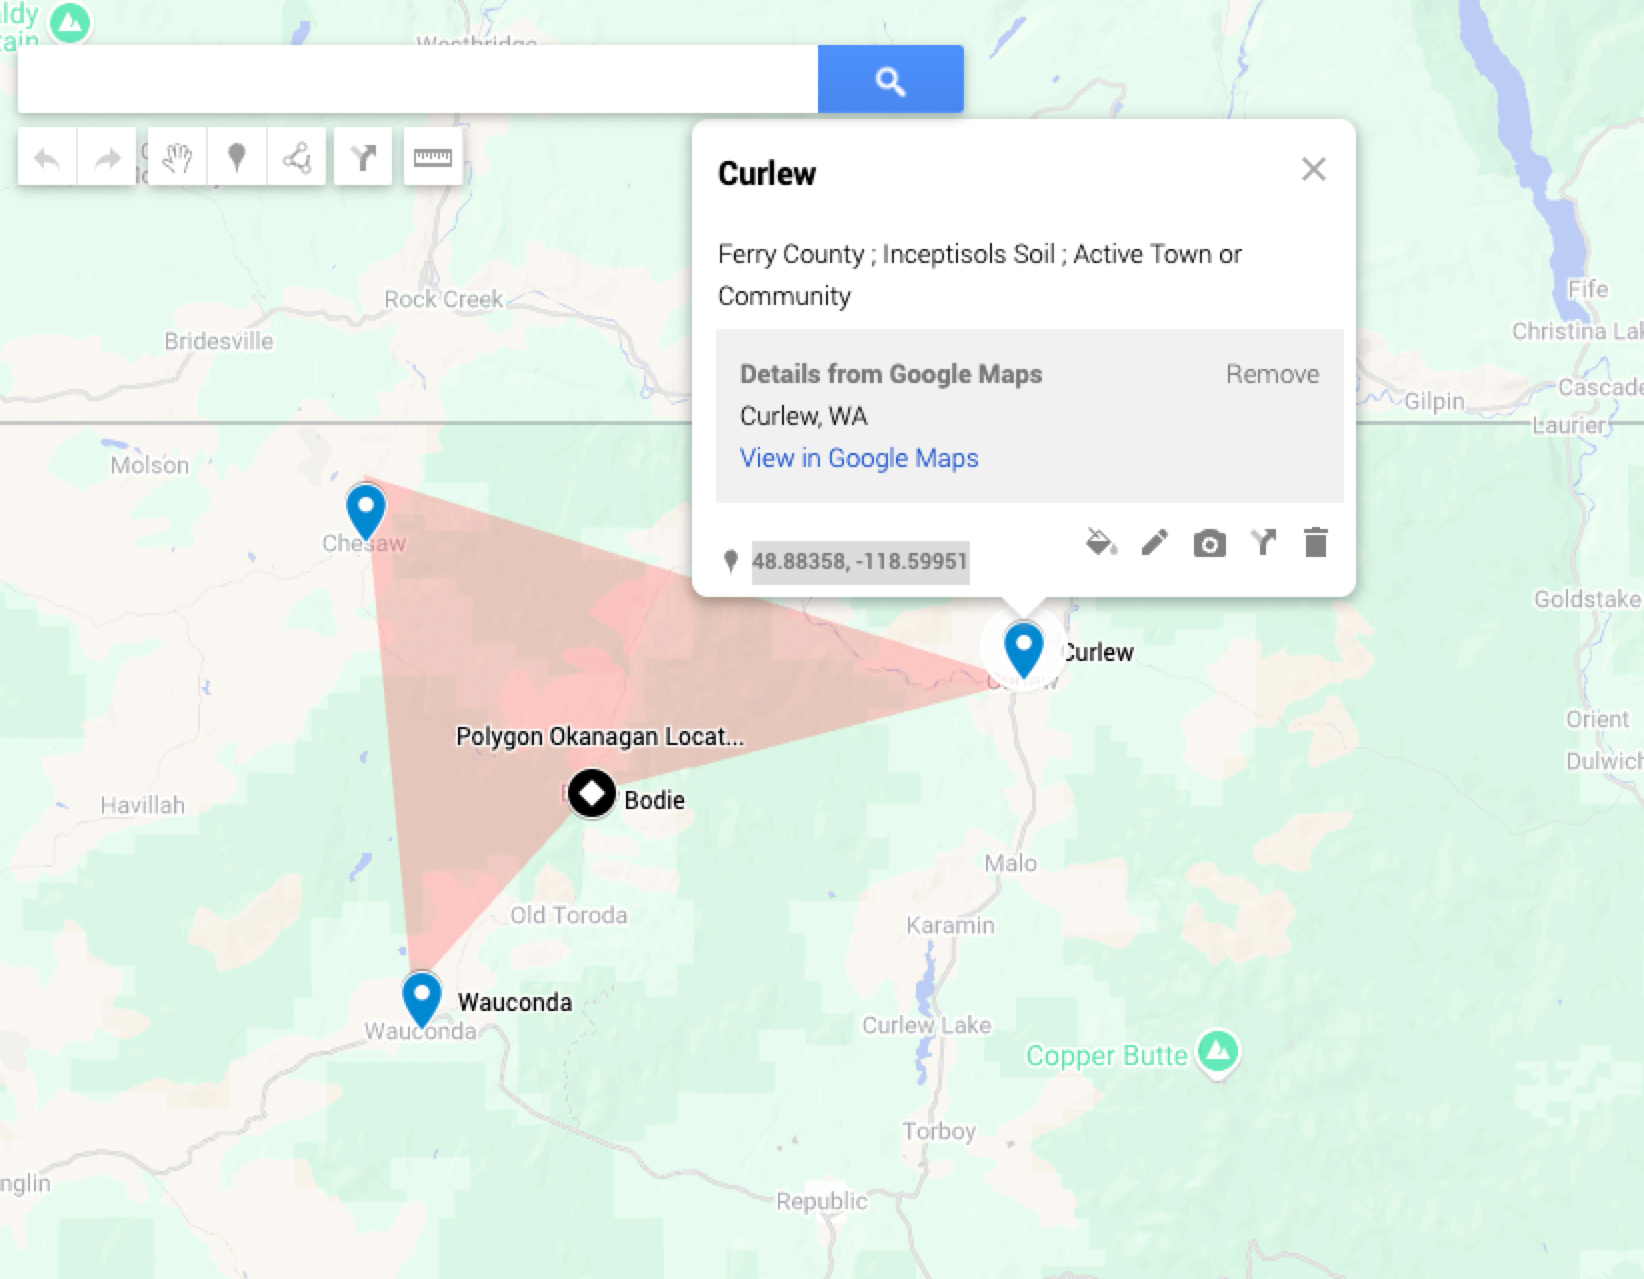 ldy
tain
Westbridge
Curlew
Ferry County ; Inceptisols Soil ; Active Town or
Community
Details from Google Maps
Remove
Curlew, WA
View in Google Maps
48.88358, -118.59951
Rock Creek
Bridesville
Fife
Christina Lak
Cascade
Gilpin
Laurier
Molson
Chesaw
Goldstake
Curlew
Curlew
Orient
Polygon Okanagan Locat...
Dulwich
Bodie
Havillah
Malo
Old Toroda
Karamin
Wauconda
Wauconda
Curlew Lake
Copper Butte
Torboy
nglin
Republic